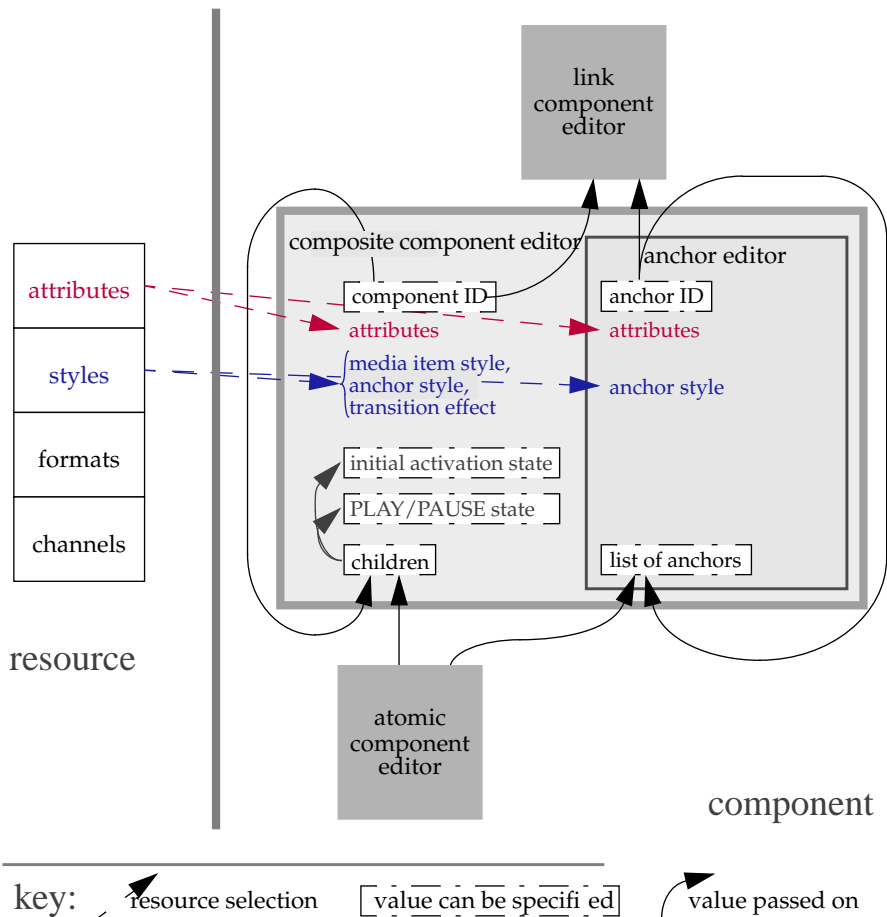 link
component
editor
composite component editor
anchor editor
component ID
anchor ID
attributes
attributes
attributes
styles
media item style,
anchor style,
transition effect
anchor style
formats
initial activation state
PLAY/PAUSE state
channels
children
list of anchors
resource
atomic
component
editor
component
key:
resource selection
value can be specifi ed
value passed on